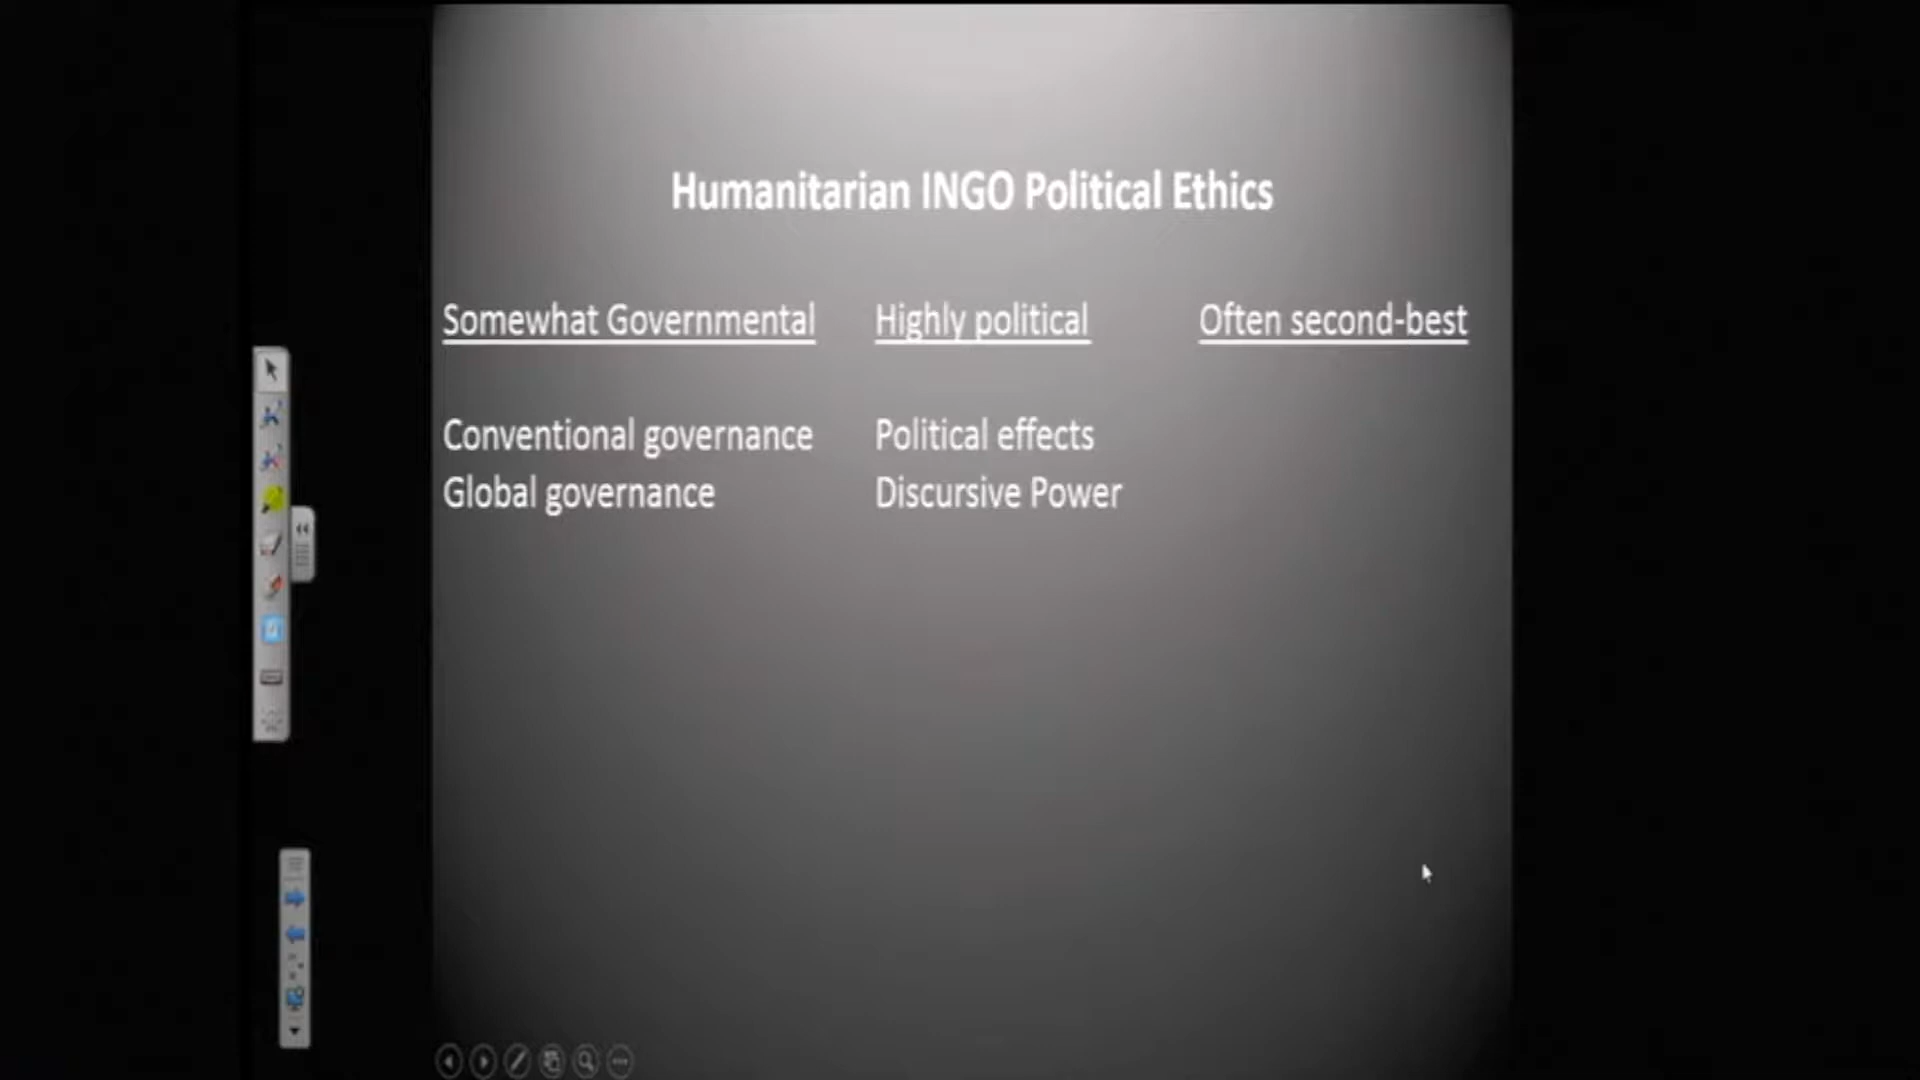 Humanitarian INGO Political Ethics
Somewhat Governmental Highly political Often second-best
Conventional governance Political effects
Global governance Discursive Power